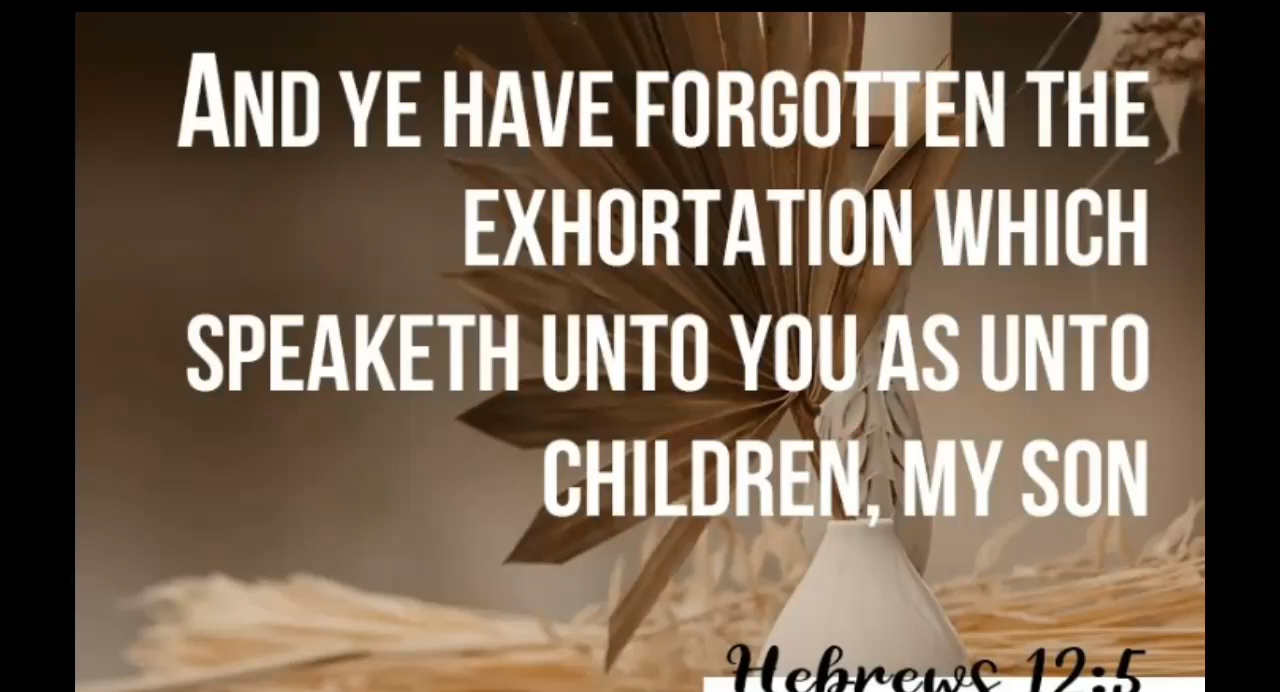 AND YE HAVE FORGOTTEN THE
EXHORTATION WHICH
SPEAKETH UNTO YOU AS UNTO
CHILDREN, MY SON
Hebrews 12:5